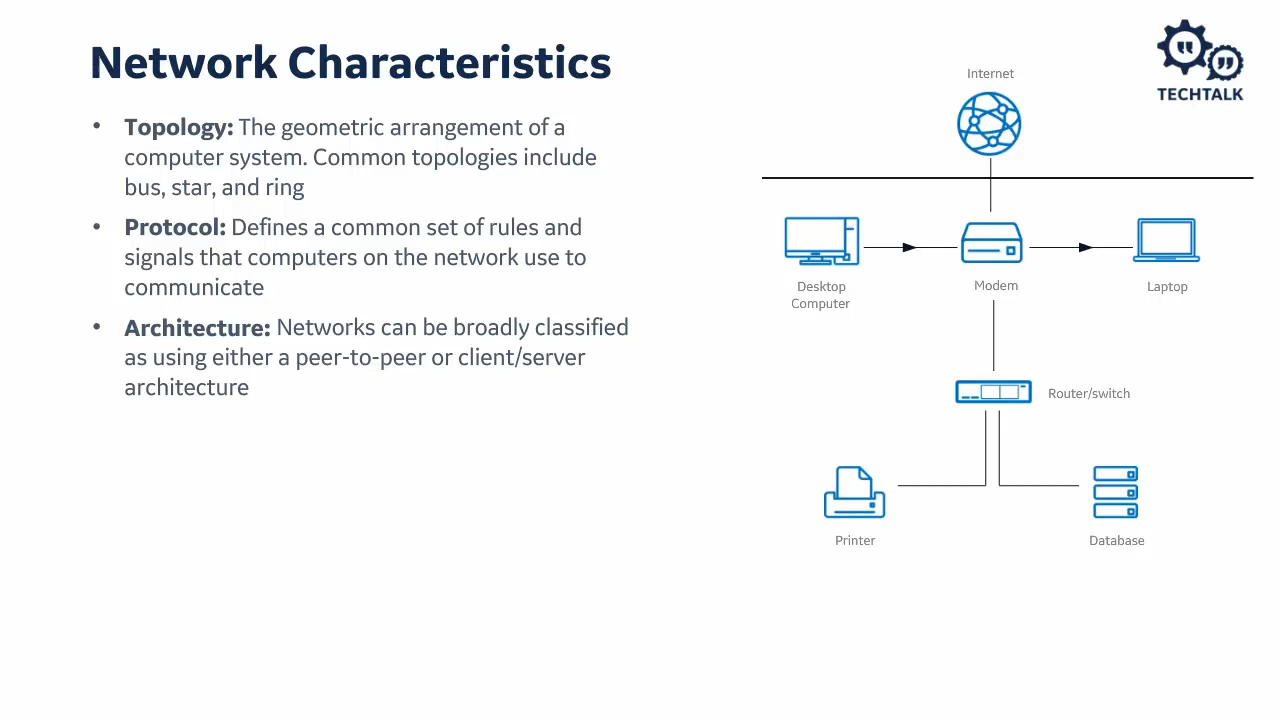 Network Characteristics
• Topology: The geometric arrangement of a
computer system. Common topologies include
bus, star, and ring
• Protocol: Defines a common set of rules and
signals that computers on the network use to
communicate
• Architecture: Networks can be broadly classified
as using either a peer-to-peer or client/server
architecture
TECHTALK
Internet
Desktop
Computer
Modem
Laptop
Router/switch
Printer
Database